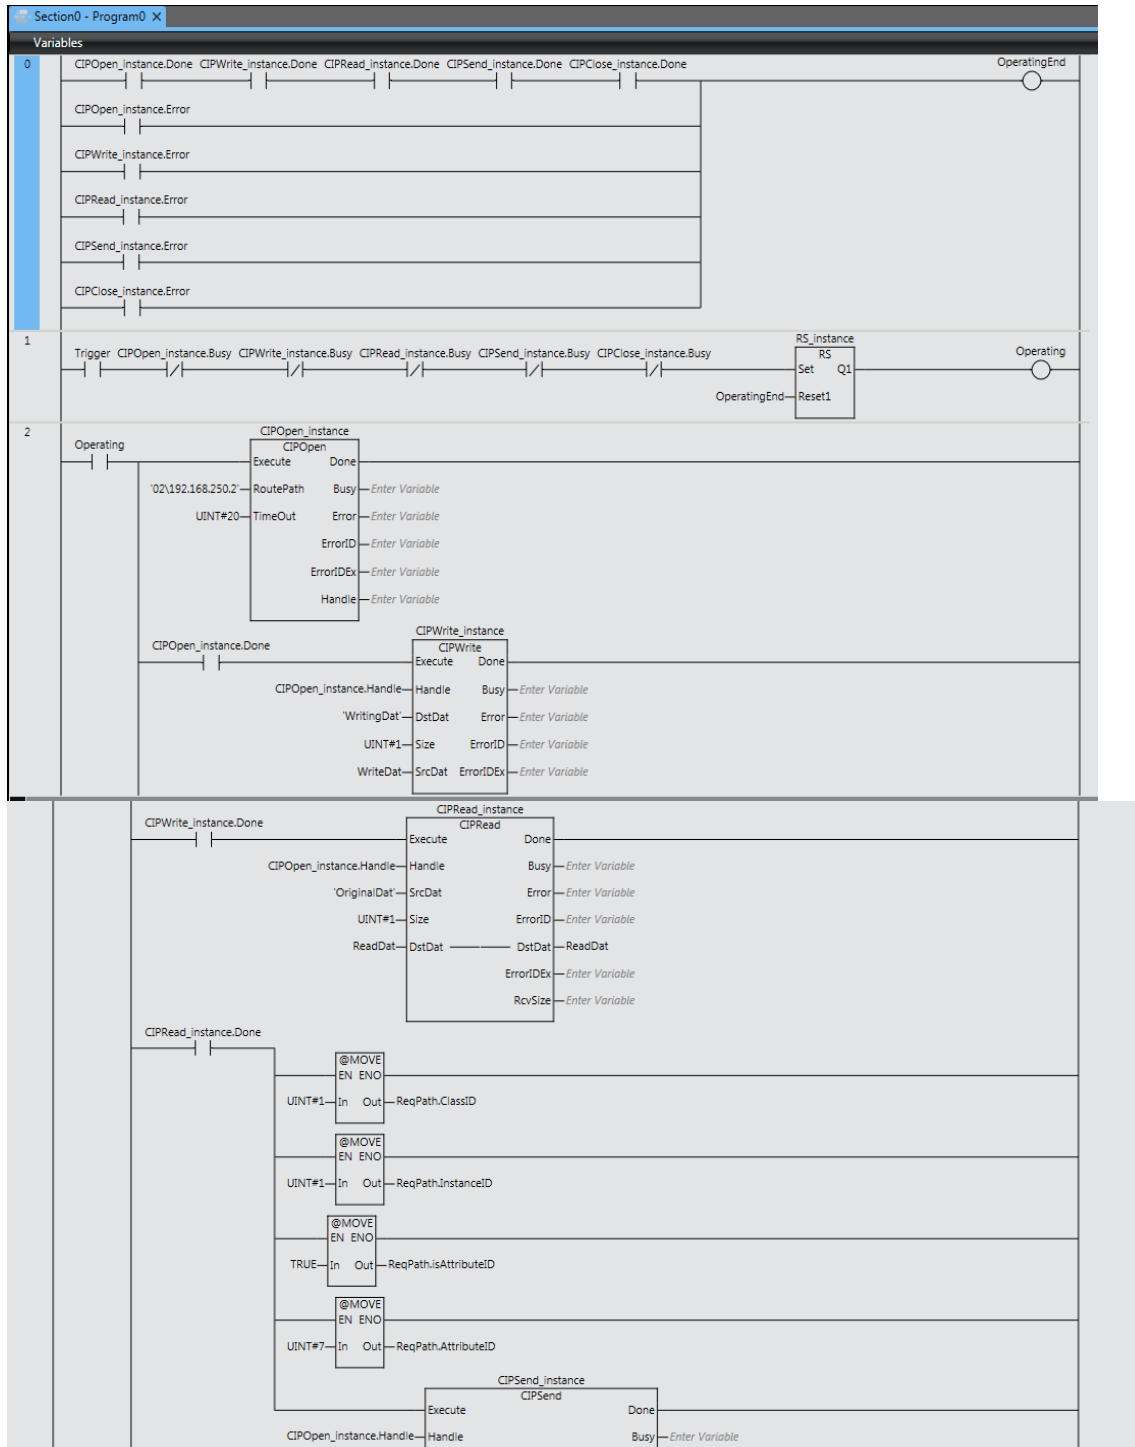 Section0 - Program0 X
Variables
0
CIPOpen_instance.Done CIPWrite_instance.Done CIPRead_instance.Done CIPSend_instance.Done CIPClose_instance.Done OperatingEnd
CIPOpen_instance.Error
CIPWrite_instance.Error
CIPRead_instance.Error
CIPSend_instance.Error
CIPClose_instance.Error
1
RS_instance
Trigger CIPOpen_instance.Busy CIPWrite_instance.Busy CIPRead_instance.Busy CIPSend_instance.Busy CIPClose_instance.Busy RS Operating
Set Q1
OperatingEnd Reset1
2
CIPOpen_instance
Operating CIPOpen
Execute Done
'02\192.168.250.2' RoutePath Busy Enter Variable
UINT#20 TimeOut Error Enter Variable
ErrorID Enter Variable
ErrorIDEx Enter Variable
Handle Enter Variable
CIPWrite_instance
CIPOpen_instance.Done CIPWrite
Execute Done
CIPOpen_instance.Handle Handle Busy Enter Variable
'WritingDat' DstDat Error Enter Variable
UINT#1 Size ErrorID Enter Variable
WriteDat SrcDat ErrorIDEx Enter Variable
CIPRead_instance
CIPWrite_instance.Done CIPRead
Execute Done
CIPOpen_instance.Handle Handle Busy Enter Variable
'OriginalDat' SrcDat Error Enter Variable
UINT#1 Size ErrorID Enter Variable
ReadDat DstDat DstDat ReadDat
ErrorIDEx Enter Variable
RcvSize Enter Variable
CIPRead_instance.Done
@MOVE
EN ENO
UINT#1 In Out ReqPath.ClassID
@MOVE
EN ENO
UINT#1 In Out ReqPath.InstanceID
@MOVE
EN ENO
TRUE In Out ReqPath.isAttributeID
@MOVE
EN ENO
UINT#7 In Out ReqPath.AttributeID
CIPSend_instance
CIPSend
Execute Done
CIPOpen_instance.Handle Handle Busy Enter Variable